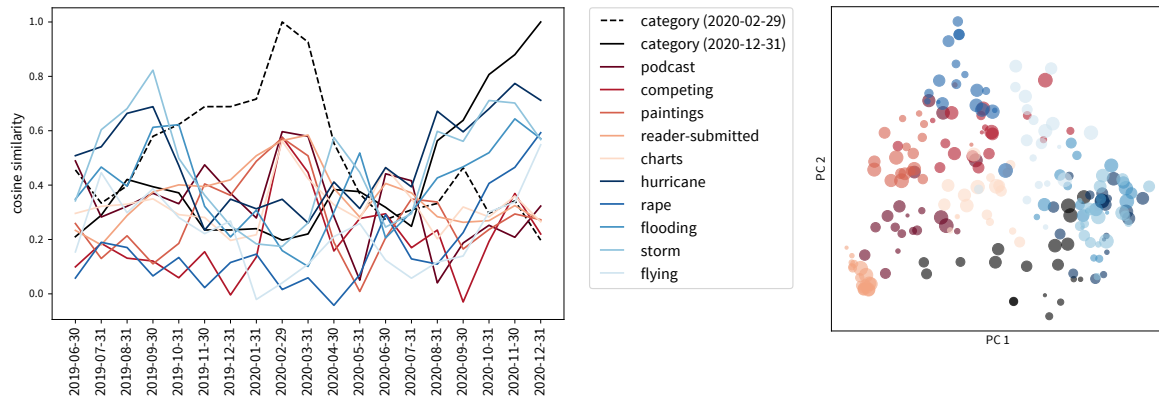 cosine similarity
1.0
0.8
0.6
0.4
0.2
0.0
2019-06-30
2019-07-31
2019-08-31
2019-09-30
2019-10-31
2019-11-30
2019-12-31
2020-01-31
2020-02-29
2020-03-31
2020-04-30
2020-05-31
2020-06-30
2020-07-31
2020-08-31
2020-09-30
2020-10-31
2020-11-30
2020-12-31
category (2020-02-29)
category (2020-12-31)
podcast
competing
paintings
reader-submitted
charts
hurricane
rape
flooding
storm
flying
PC 2
PC 1